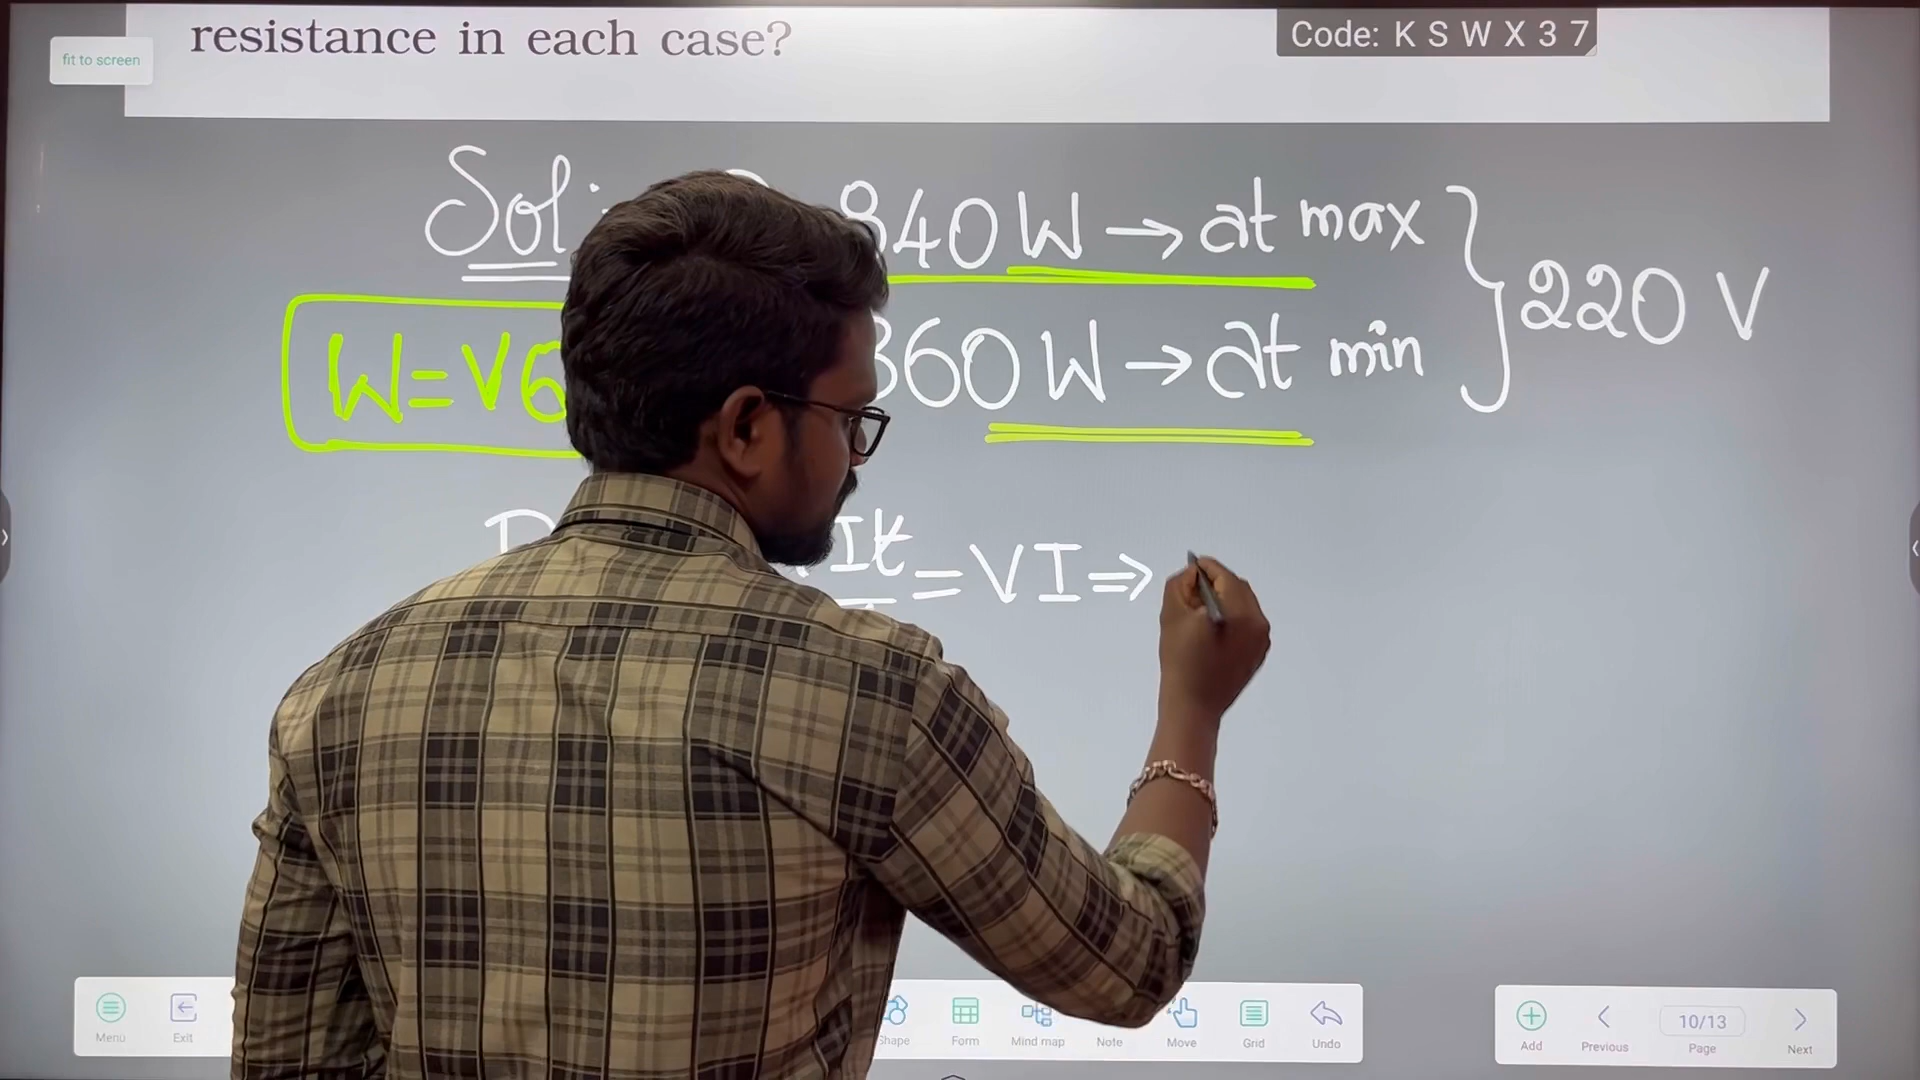 resistance in each case?
Code: K S W X 3 7
fit to screen
Sol:
840 W → at max
220 V
W=V
360 W → at min
It = VI ⇒
Menu
Exit
Shape
Form
Mind map
Note
Move
Grid
Undo
Add
Previous
10/13
Page
Next